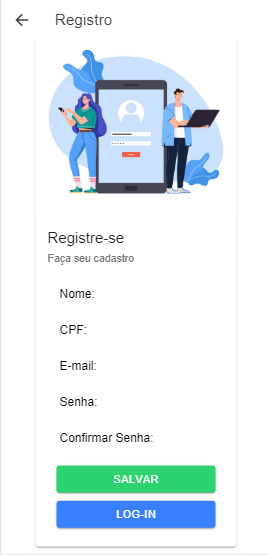 Registro
Registre-se
Faça seu cadastro
Nome:
CPF:
E-mail:
Senha:
Confirmar Senha:
SALVAR
LOG-IN